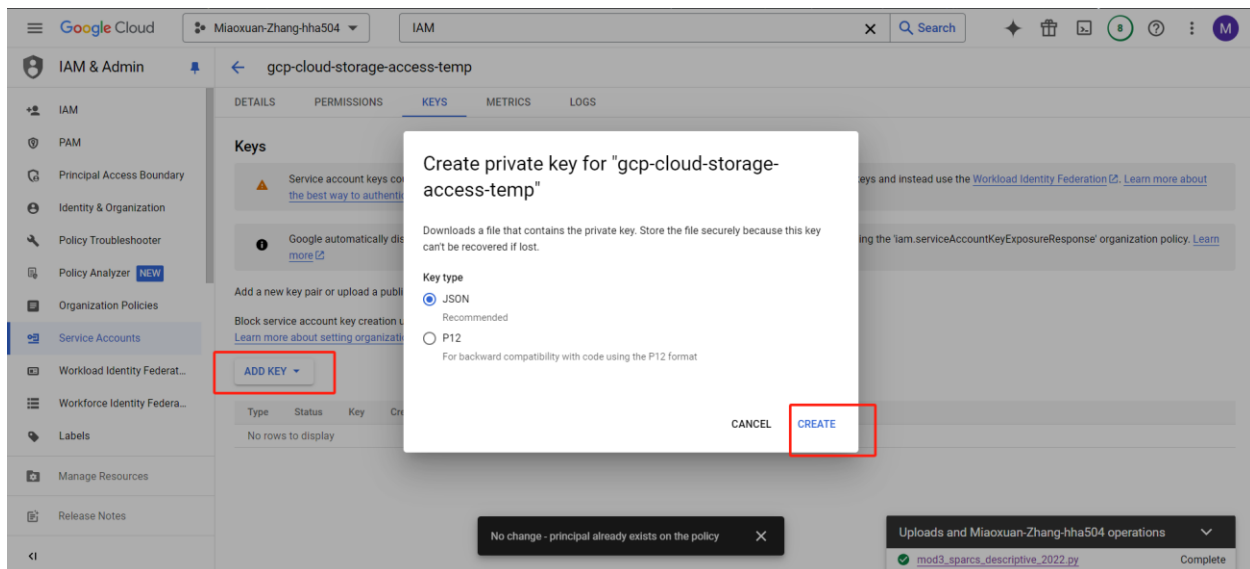 Google Cloud
Miaoxuan-Zhang-hha504
IAM
Search
8
M
IAM & Admin
gcp-cloud-storage-access-temp
IAM
PAM
Principal Access Boundary
Identity & Organization
Policy Troubleshooter
Policy Analyzer NEW
Organization Policies
Service Accounts
Workload Identity Federat...
Workforce Identity Federa...
Labels
Manage Resources
Release Notes
DETAILS PERMISSIONS KEYS METRICS LOGS
Keys
Service account keys co
the best way to authentic
eys and instead use the Workload Identity Federation. Learn more about
Google automatically dis
more
ing the 'iam.serviceAccountKeyExposureResponse' organization policy. Learn
Add a new key pair or upload a publi
Block service account key creation u
Learn more about setting organizati
ADD KEY
Type Status Key Cre
No rows to display
Create private key for "gcp-cloud-storage-
access-temp"
Downloads a file that contains the private key. Store the file securely because this key
can't be recovered if lost.
Key type
JSON
Recommended
P12
For backward compatibility with code using the P12 format
CANCEL CREATE
No change - principal already exists on the policy
Uploads and Miaoxuan-Zhang-hha504 operations
mod3_sparcs_descriptive_2022.py Complete